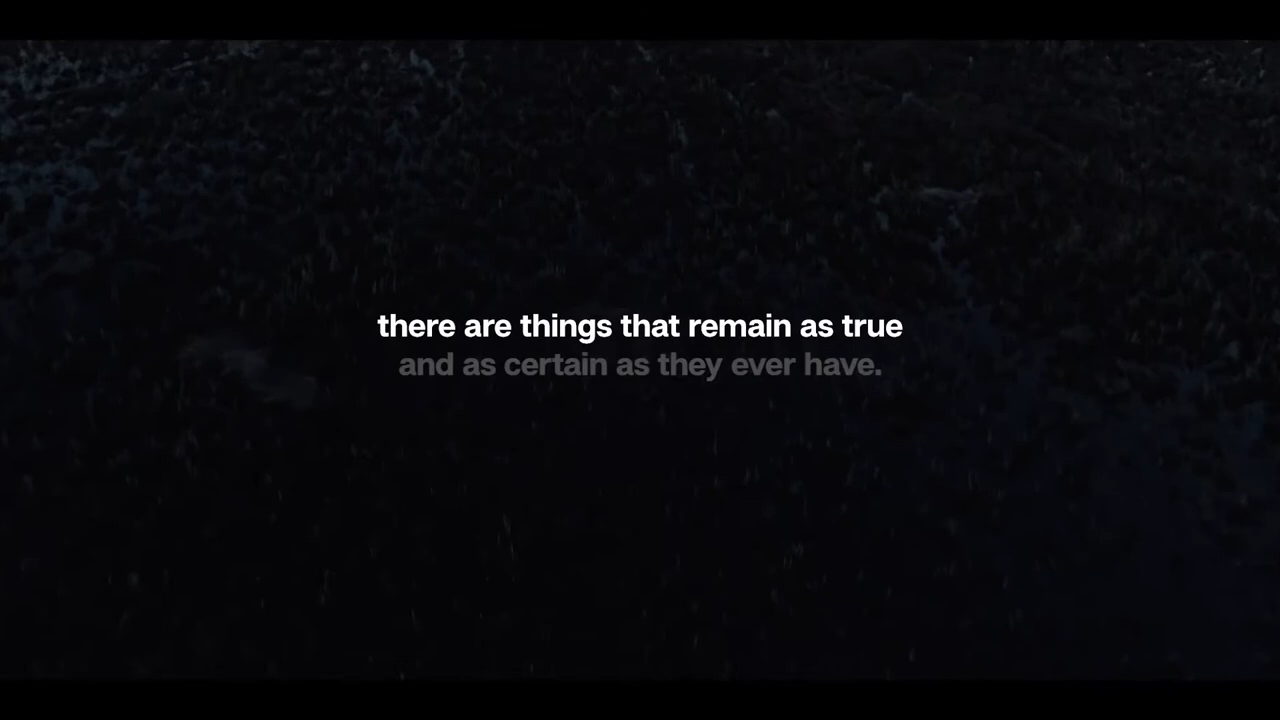 there are things that remain as true
and as certain as they ever have.